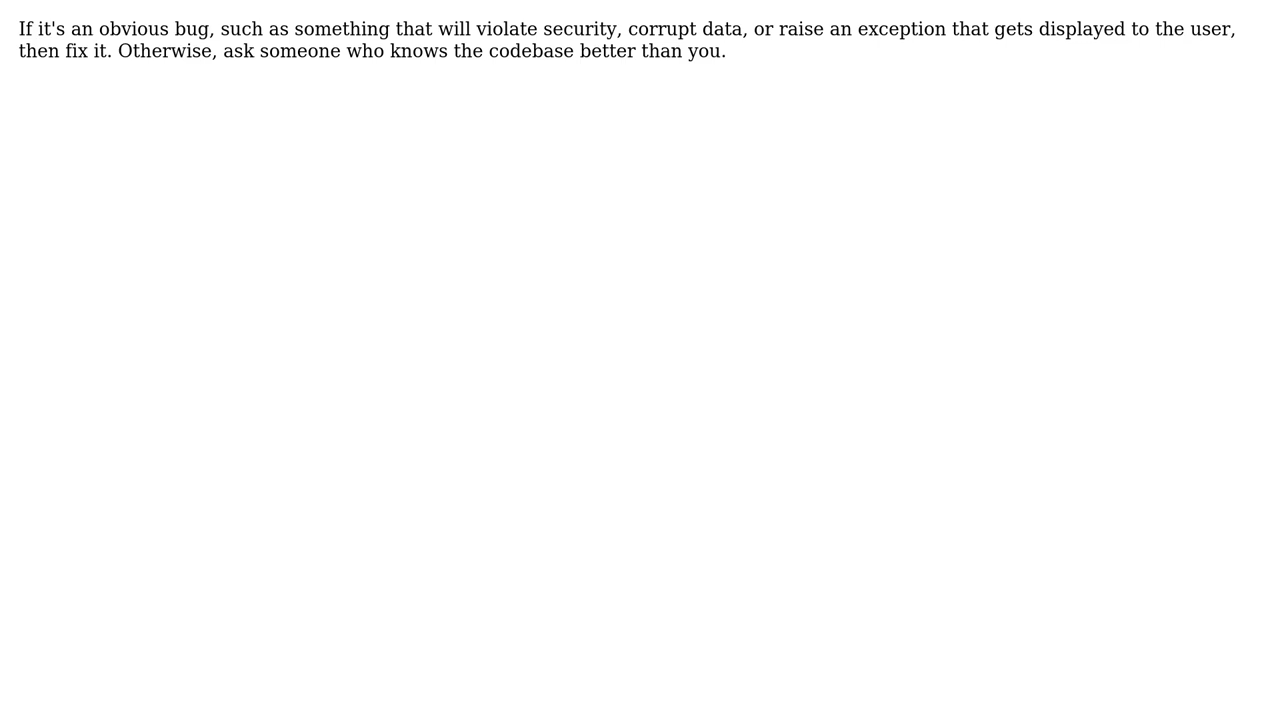 If it's an obvious bug, such as something that will violate security, corrupt data, or raise an exception that gets displayed to the user,
then fix it. Otherwise, ask someone who knows the codebase better than you.